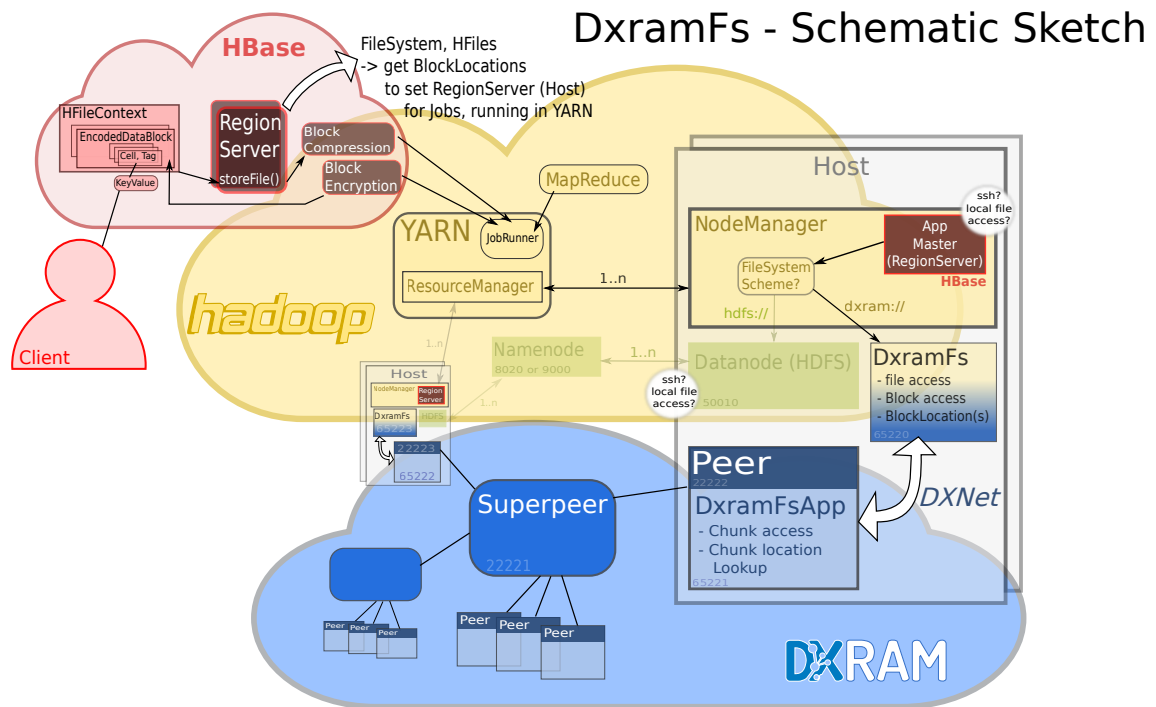 DxramFs - Schematic Sketch
HBase
FileSystem, HFiles
-> get BlockLocations
to set RegionServer (Host)
for Jobs, running in YARN
HFileContext
EncodedDataBlock
Cell, Tag
KeyValue
Region
Server
storeFile()
Block
Compression
Block
Encryption
MapReduce
YARN
JobRunner
ResourceManager
1..n
hadoop
Client
Host
NodeManager
ssh?
local file
access?
App
Master
(RegionServer)
HBase
FileSystem
Scheme?
hdfs://
dxram://
1..n
Namenode
8020 or 9000
1..n
Datanode (HDFS)
50010
ssh?
local file
access?
DxramFs
- file access
- Block access
- BlockLocation(s)
65220
Host
NodeManager
Region
Server
DxramFs
65223
HDFS
1..n
22223
65222
Superpeer
22221
Peer
22222
DxramFsApp
- Chunk access
- Chunk location
Lookup
65221
DXNet
Peer
Peer
Peer
Peer
Peer
Peer
DXRAM